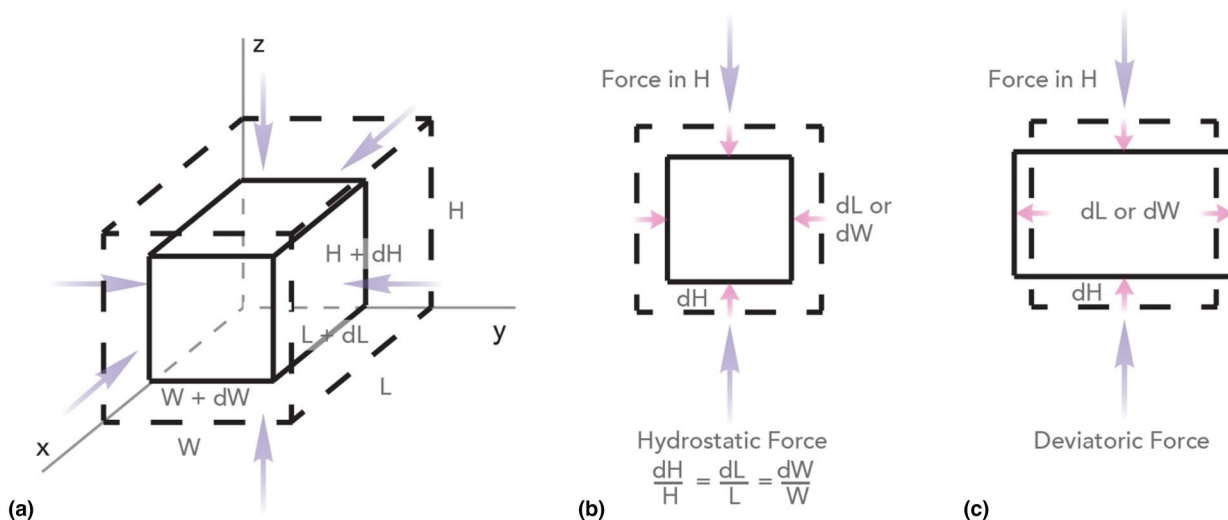 z
H
H + dH
y
L + dL
L
W + dW
W
x
(a)
Force in H
dL or
dW
dH
Hydrostatic Force
dH/H = dL/L = dW/W
(b)
Force in H
dL or dW
dH
Deviatoric Force
(c)